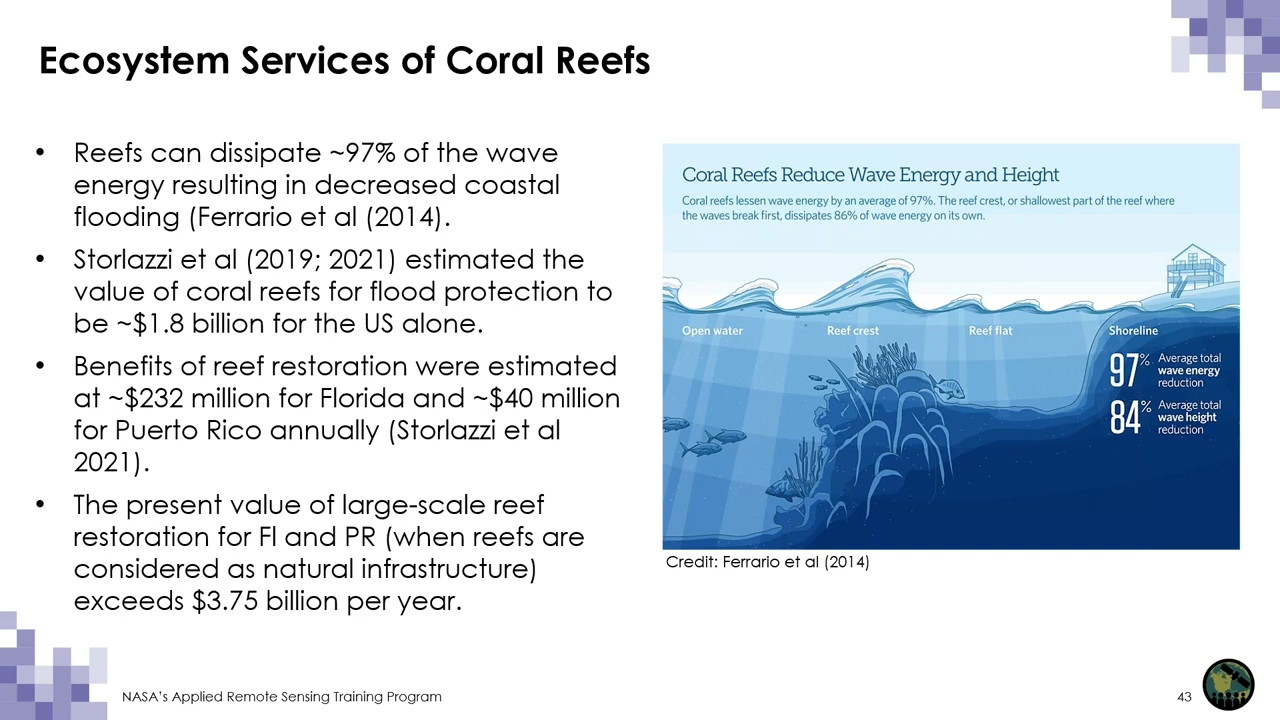 Ecosystem Services of Coral Reefs
• Reefs can dissipate ~97% of the wave
energy resulting in decreased coastal
flooding (Ferrario et al (2014).
• Storlazzi et al (2019; 2021) estimated the
value of coral reefs for flood protection to
be ~$1.8 billion for the US alone.
• Benefits of reef restoration were estimated
at ~$232 million for Florida and ~$40 million
for Puerto Rico annually (Storlazzi et al
2021).
• The present value of large-scale reef
restoration for Fl and PR (when reefs are
considered as natural infrastructure)
exceeds $3.75 billion per year.
Coral Reefs Reduce Wave Energy and Height
Coral reefs lessen wave energy by an average of 97%. The reef crest, or shallowest part of the reef where
the waves break first, dissipates 86% of wave energy on its own.
Open water
Reef crest
Reef flat
Shoreline
97%
Average total
wave energy
reduction
84%
Average total
wave height
reduction
Credit: Ferrario et al (2014)
NASA's Applied Remote Sensing Training Program
43